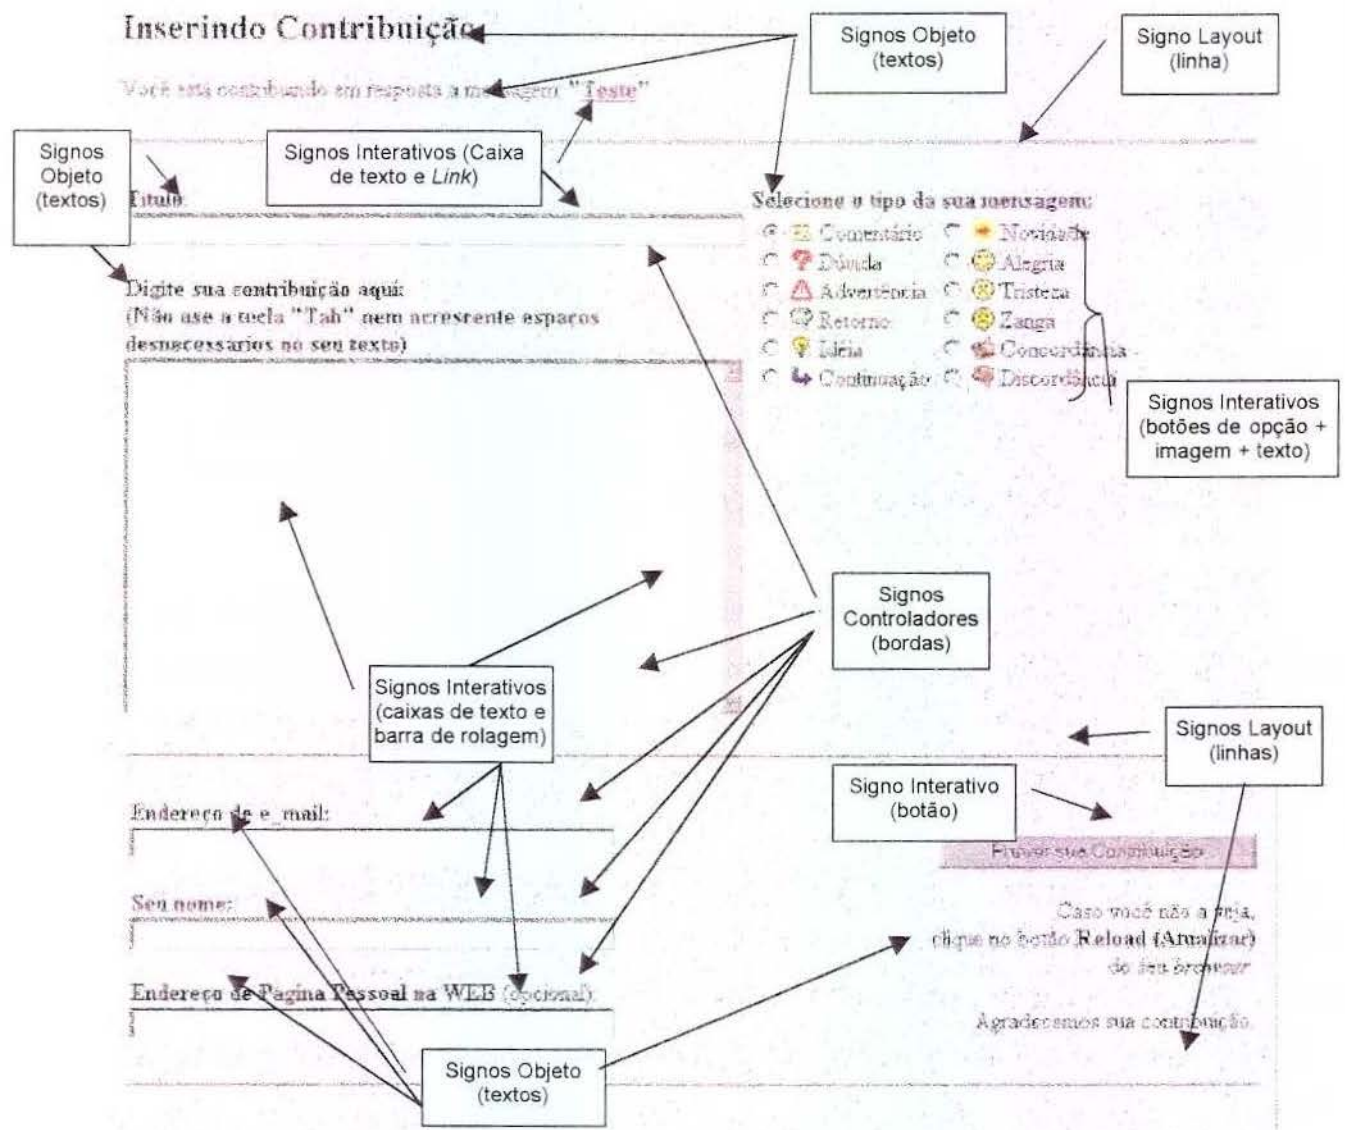 Inserindo Contribuição
Signos Objeto
(textos)
Signo Layout
(linha)
Você está contribuindo em resposta a mensagem: "Teste"
Signos
Objeto
(textos)
Signos Interativos (Caixa
de texto e Link)
Título:
Selecione o tipo da sua mensagem:
Comentário Novidade
Dúvida Alegria
Advertência Tristeza
Retorno Zanga
Idéia Concordância
Continuação Discordância
Digite sua contribuição aqui:
(Não use a tecla "Tab" nem acrescente espaços
desnecessários no seu texto)
Signos Interativos
(botões de opção +
imagem + texto)
Signos
Controladores
(bordas)
Signos Interativos
(caixas de texto e
barra de rolagem)
Signos Layout
(linhas)
Signo Interativo
(botão)
Endereço de e_mail:
sua Contribuição
Seu nome:
Caso você não a veja,
clique no botão Reload (Atualizar)
do seu browser
Endereço de Pagina Pessoal na WEB (opcional):
Agradecemos sua contribuição.
Signos Objeto
(textos)